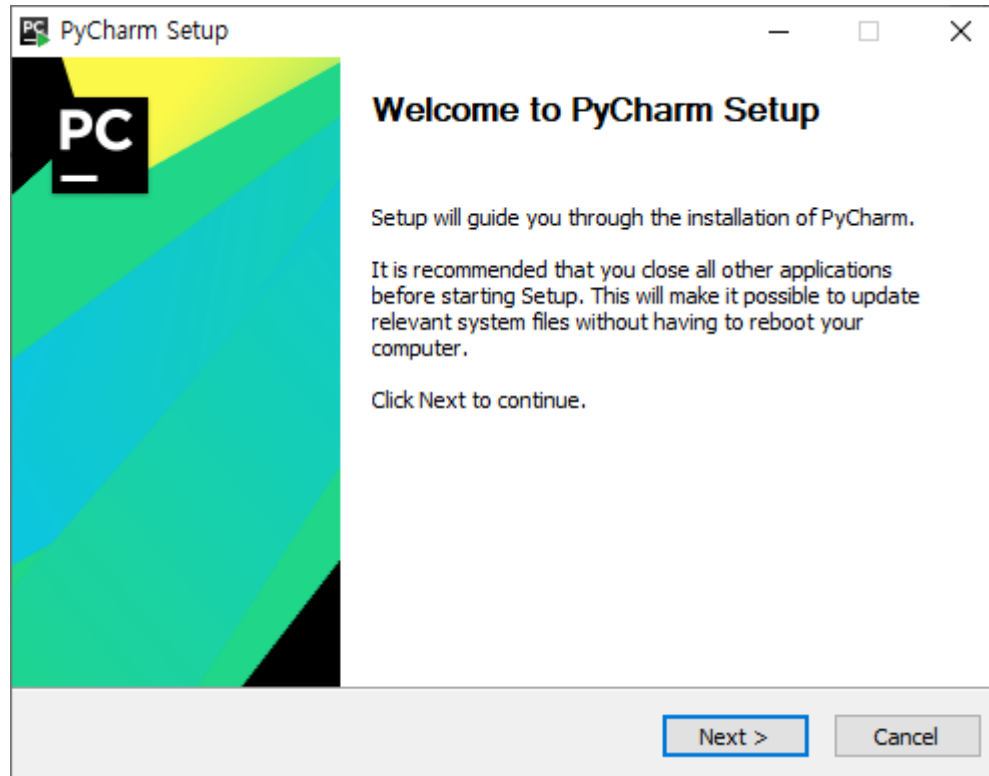 PyCharm Setup
PC
Welcome to PyCharm Setup
Setup will guide you through the installation of PyCharm.
It is recommended that you close all other applications
before starting Setup. This will make it possible to update
relevant system files without having to reboot your
computer.
Click Next to continue.
Next >
Cancel